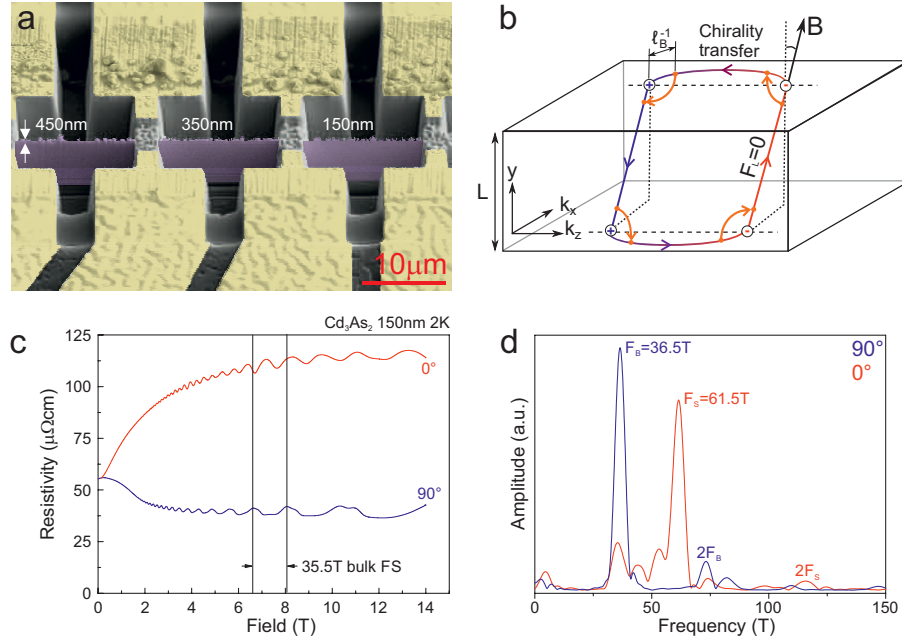 a
450nm
350nm
150nm
10μm
b
ℓB⁻¹
Chirality
transfer
B
+
-
L
y
kx
kz
FL=0
+
-
Cd3As2 150nm 2K
c
Resistivity (μΩcm)
125
100
75
50
25
0
0°
90°
35.5T bulk FS
0
2
4
6
8
10
12
14
Field (T)
d
90°
0°
FB=36.5T
FS=61.5T
2FB
2FS
Amplitude (a.u.)
0
50
100
150
Frequency (T)